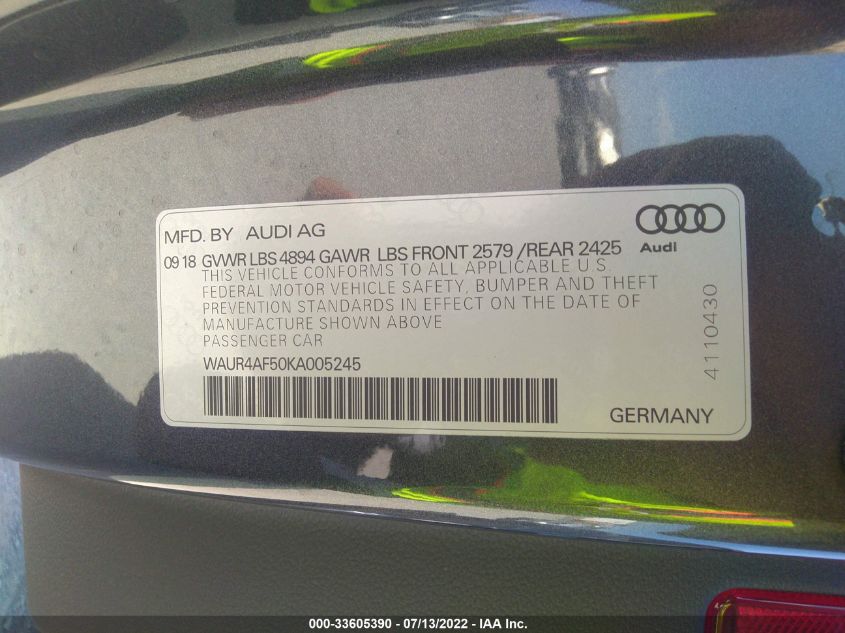 MFD. BY AUDI AG
Audi
09 18 GVWR LBS 4894 GAWR LBS FRONT 2579 /REAR 2425
THIS VEHICLE CONFORMS TO ALL APPLICABLE U.S.
FEDERAL MOTOR VEHICLE SAFETY, BUMPER AND THEFT
PREVENTION STANDARDS IN EFFECT ON THE DATE OF
MANUFACTURE SHOWN ABOVE
PASSENGER CAR
WAUR4AF50KA005245
4110430
GERMANY
000-33605390 - 07/13/2022 - IAA Inc.